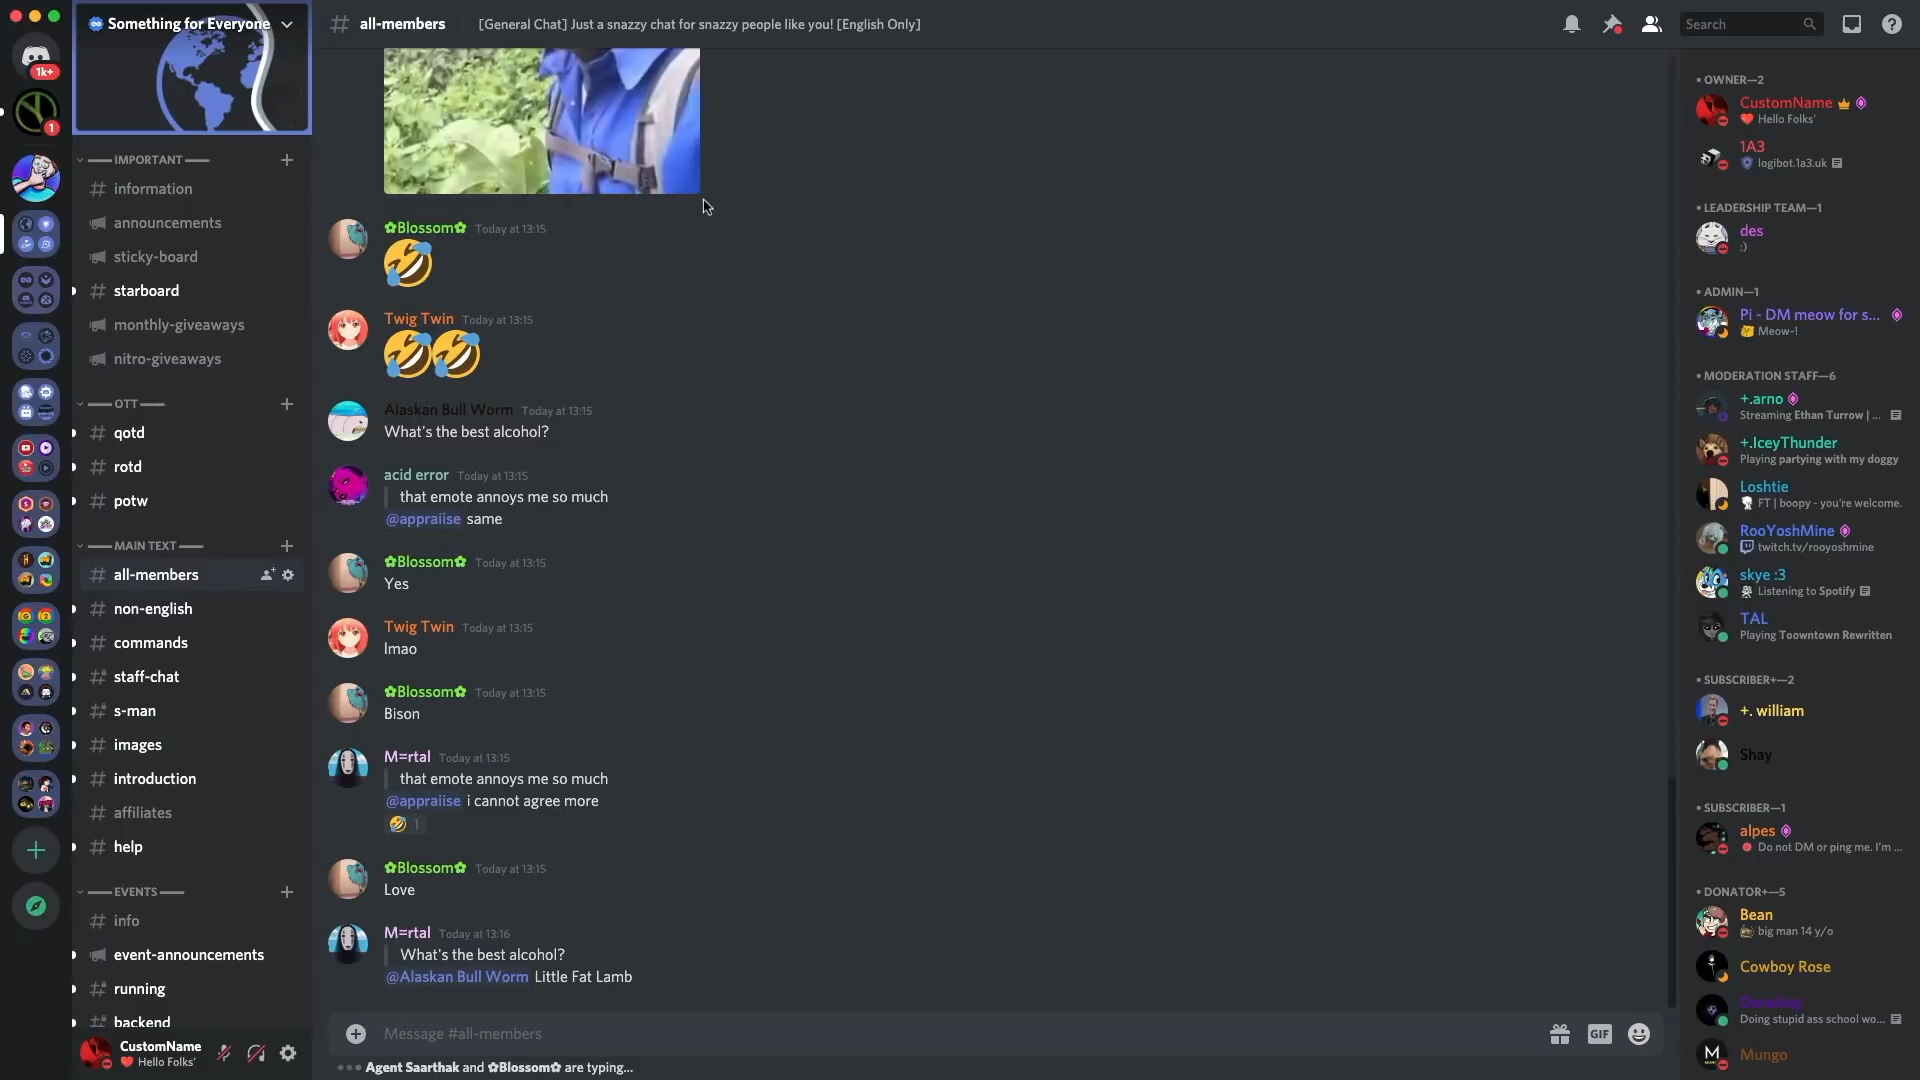 Something for Everyone
all-members
[General Chat] Just a snazzy chat for snazzy people like you! [English Only]
Search
1k+
1
IMPORTANT
information
announcements
sticky-board
starboard
monthly-giveaways
nitro-giveaways
OTT
qotd
rotd
potw
MAIN TEXT
all-members
non-english
commands
staff-chat
s-man
images
introduction
affiliates
help
EVENTS
info
event-announcements
running
backend
CustomName
Hello Folks'
✿Blossom✿ Today at 13:15
🤣
Twig Twin Today at 13:15
🤣🤣
Alaskan Bull Worm Today at 13:15
What's the best alcohol?
acid error Today at 13:15
that emote annoys me so much
@appraiise same
✿Blossom✿ Today at 13:15
Yes
Twig Twin Today at 13:15
lmao
✿Blossom✿ Today at 13:15
Bison
M=rtal Today at 13:15
that emote annoys me so much
@appraiise i cannot agree more
🤣 1
✿Blossom✿ Today at 13:15
Love
M=rtal Today at 13:16
What's the best alcohol?
@Alaskan Bull Worm Little Fat Lamb
Message #all-members
GIF
Agent Saarthak and ✿Blossom✿ are typing...
• OWNER—2
CustomName
Hello Folks'
1A3
logibot.1a3.uk
• LEADERSHIP TEAM—1
des
:)
• ADMIN—1
Pi - DM meow for s...
Meow~!
• MODERATION STAFF—6
+.arno
Streaming Ethan Turrow | ...
+.IceyThunder
Playing partying with my doggy
Loshtie
FT | boopy - you're welcome.
RooYoshMine
twitch.tv/rooyoshmine
skye :3
Listening to Spotify
TAL
Playing Toowntown Rewritten
• SUBSCRIBER+—2
+. william
Shay
• SUBSCRIBER—1
alpes
Do not DM or ping me. I'm ...
• DONATOR+—5
Bean
big man 14 y/o
Cowboy Rose
Doing stupid ass school wo...
Mungo